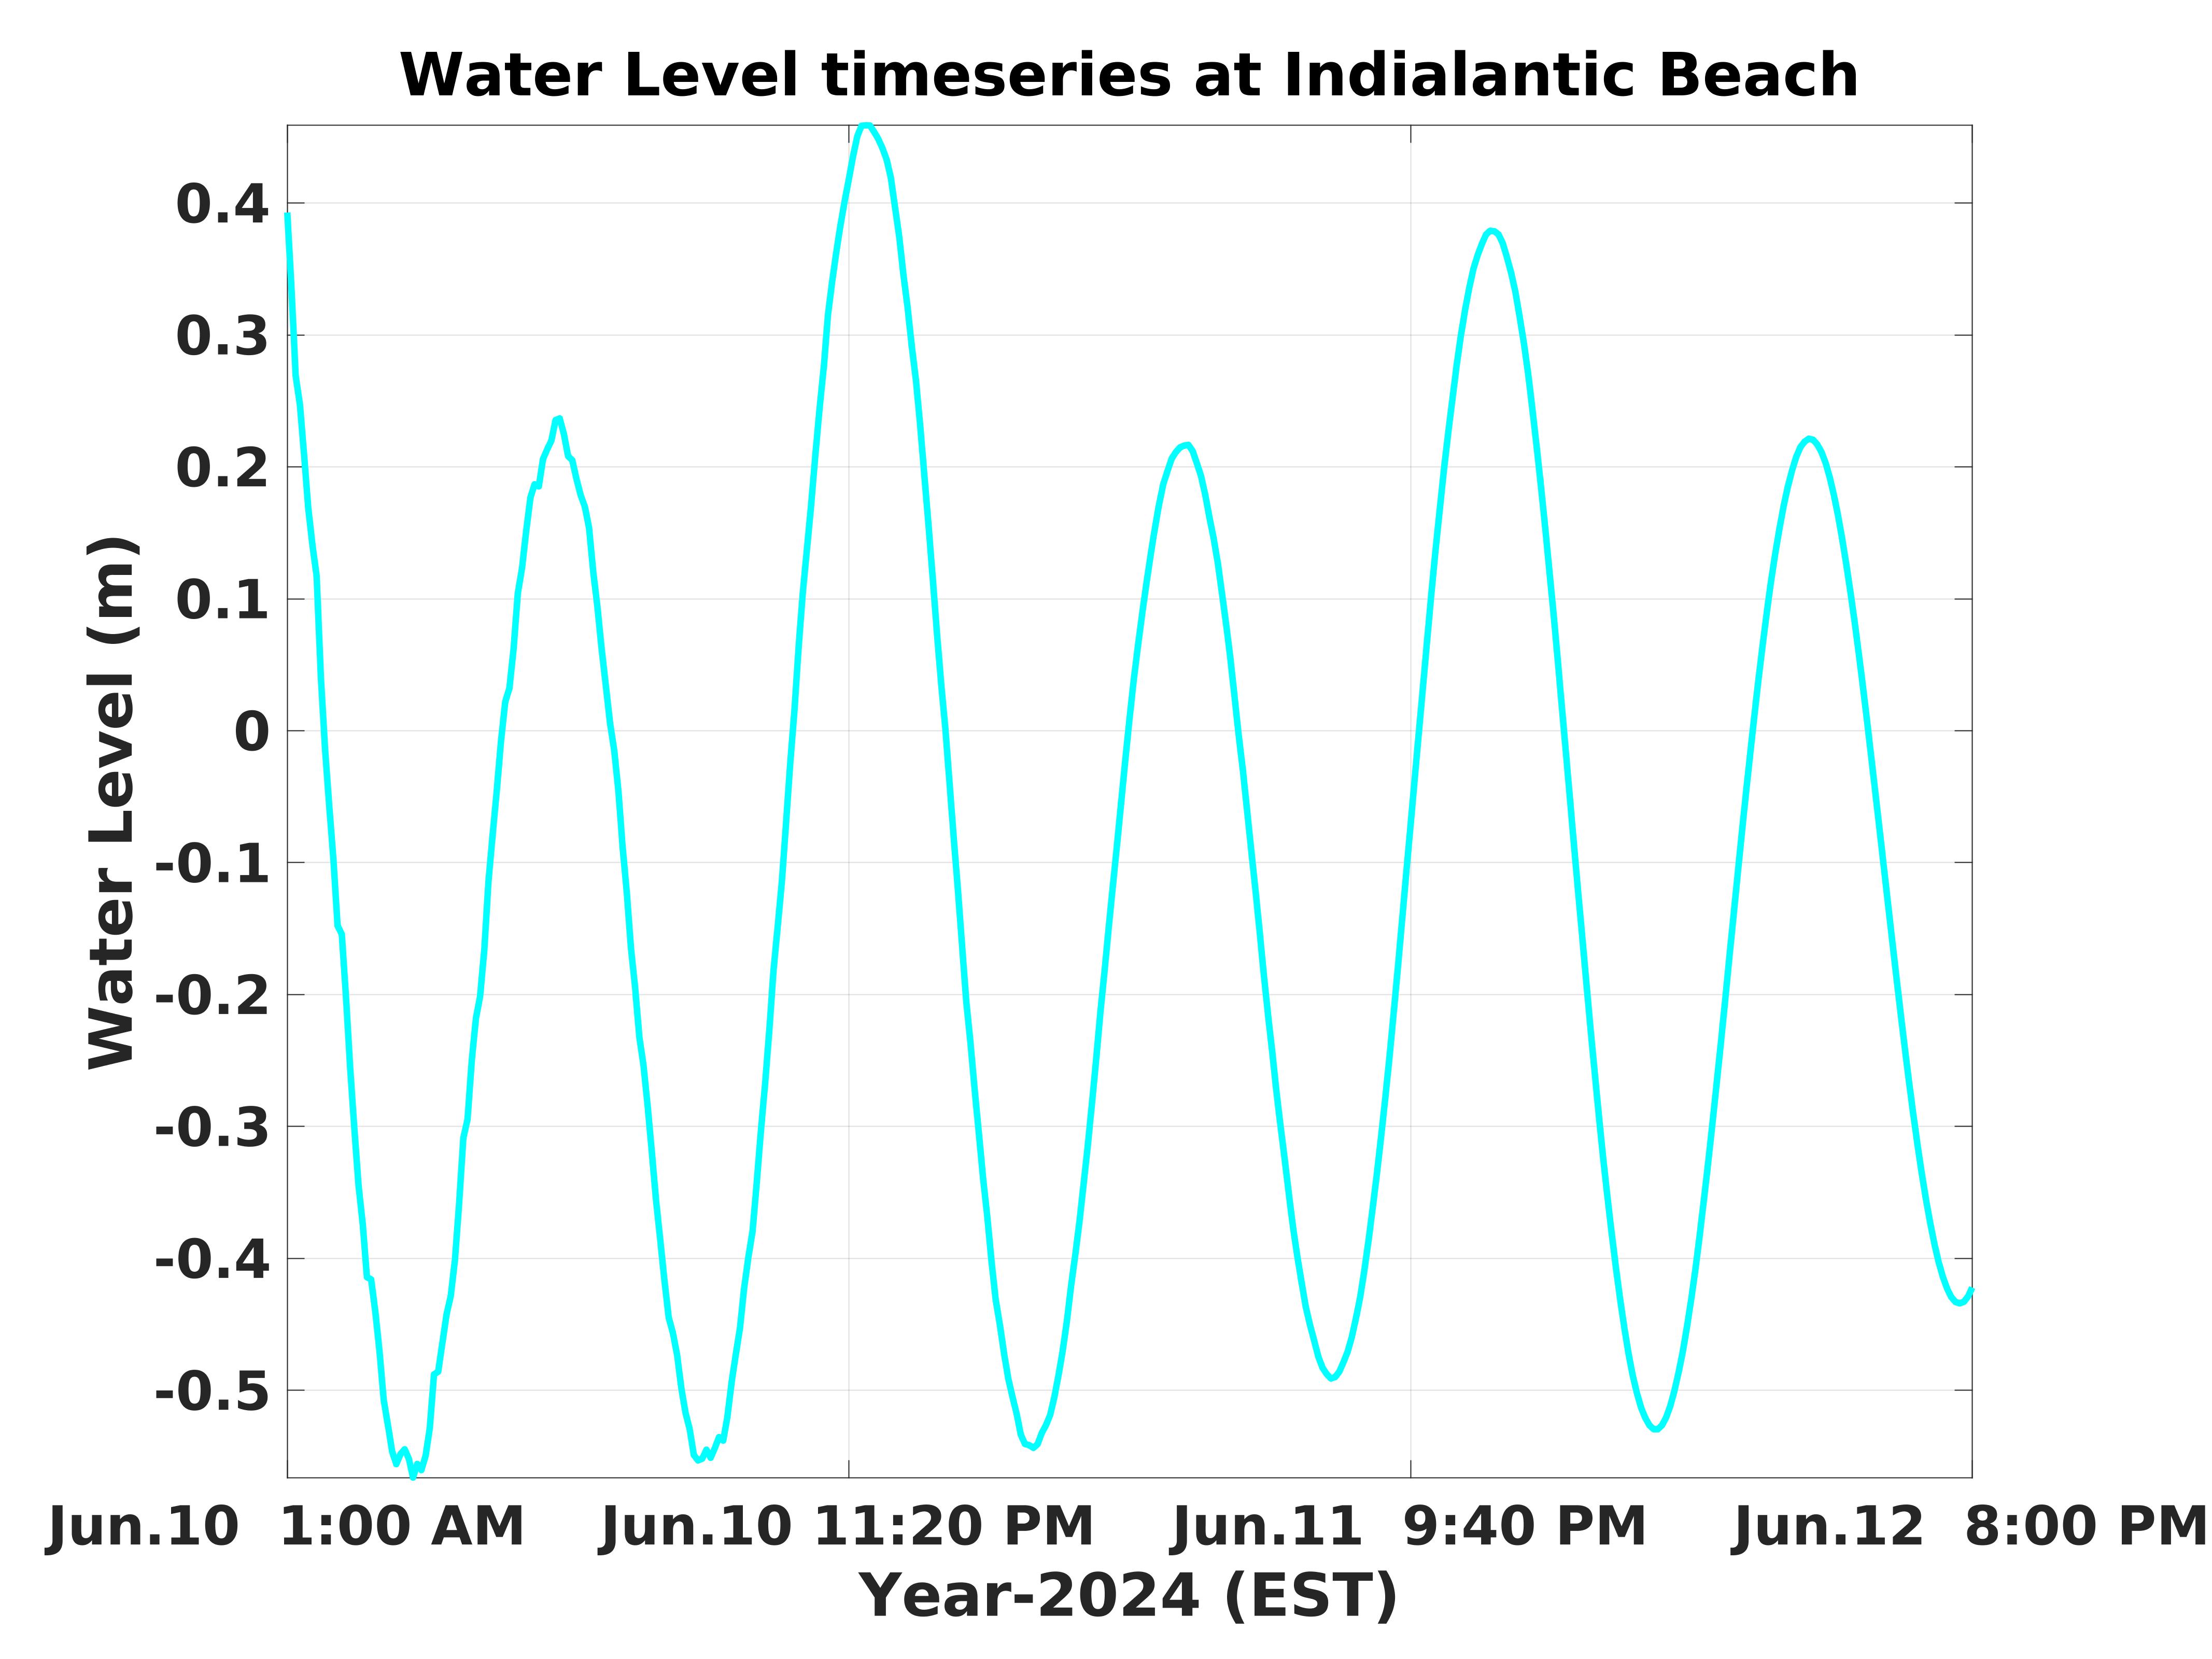 Water Level timeseries at Indialantic Beach
0.4
0.3
0.2
0.1
0
-0.1
-0.2
-0.3
-0.4
-0.5
Water Level (m)
Jun.10 1:00 AM Jun.10 11:20 PM Jun.11 9:40 PM Jun.12 8:00 PM
Year-2024 (EST)